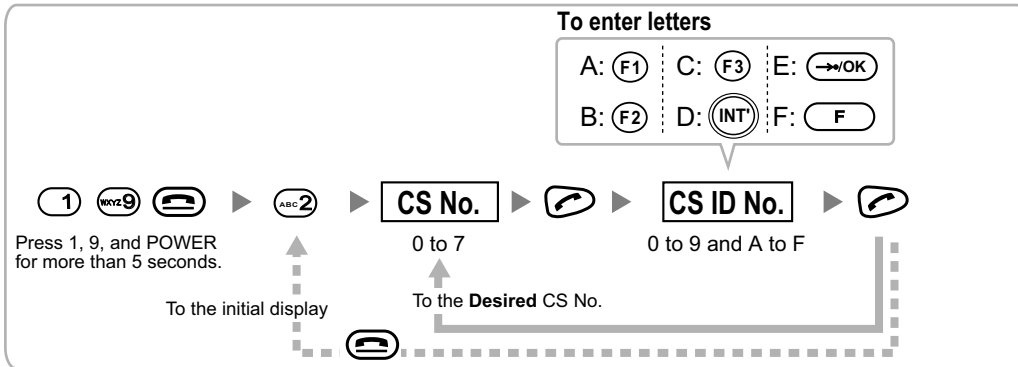 To enter letters
A: F1 C: F3 E: /OK
B: F2 D: INT' F: F
1 WXYZ9 ABC2 CS No. CS ID No.
Press 1, 9, and POWER
for more than 5 seconds.
0 to 7 0 to 9 and A to F
To the initial display
To the Desired CS No.